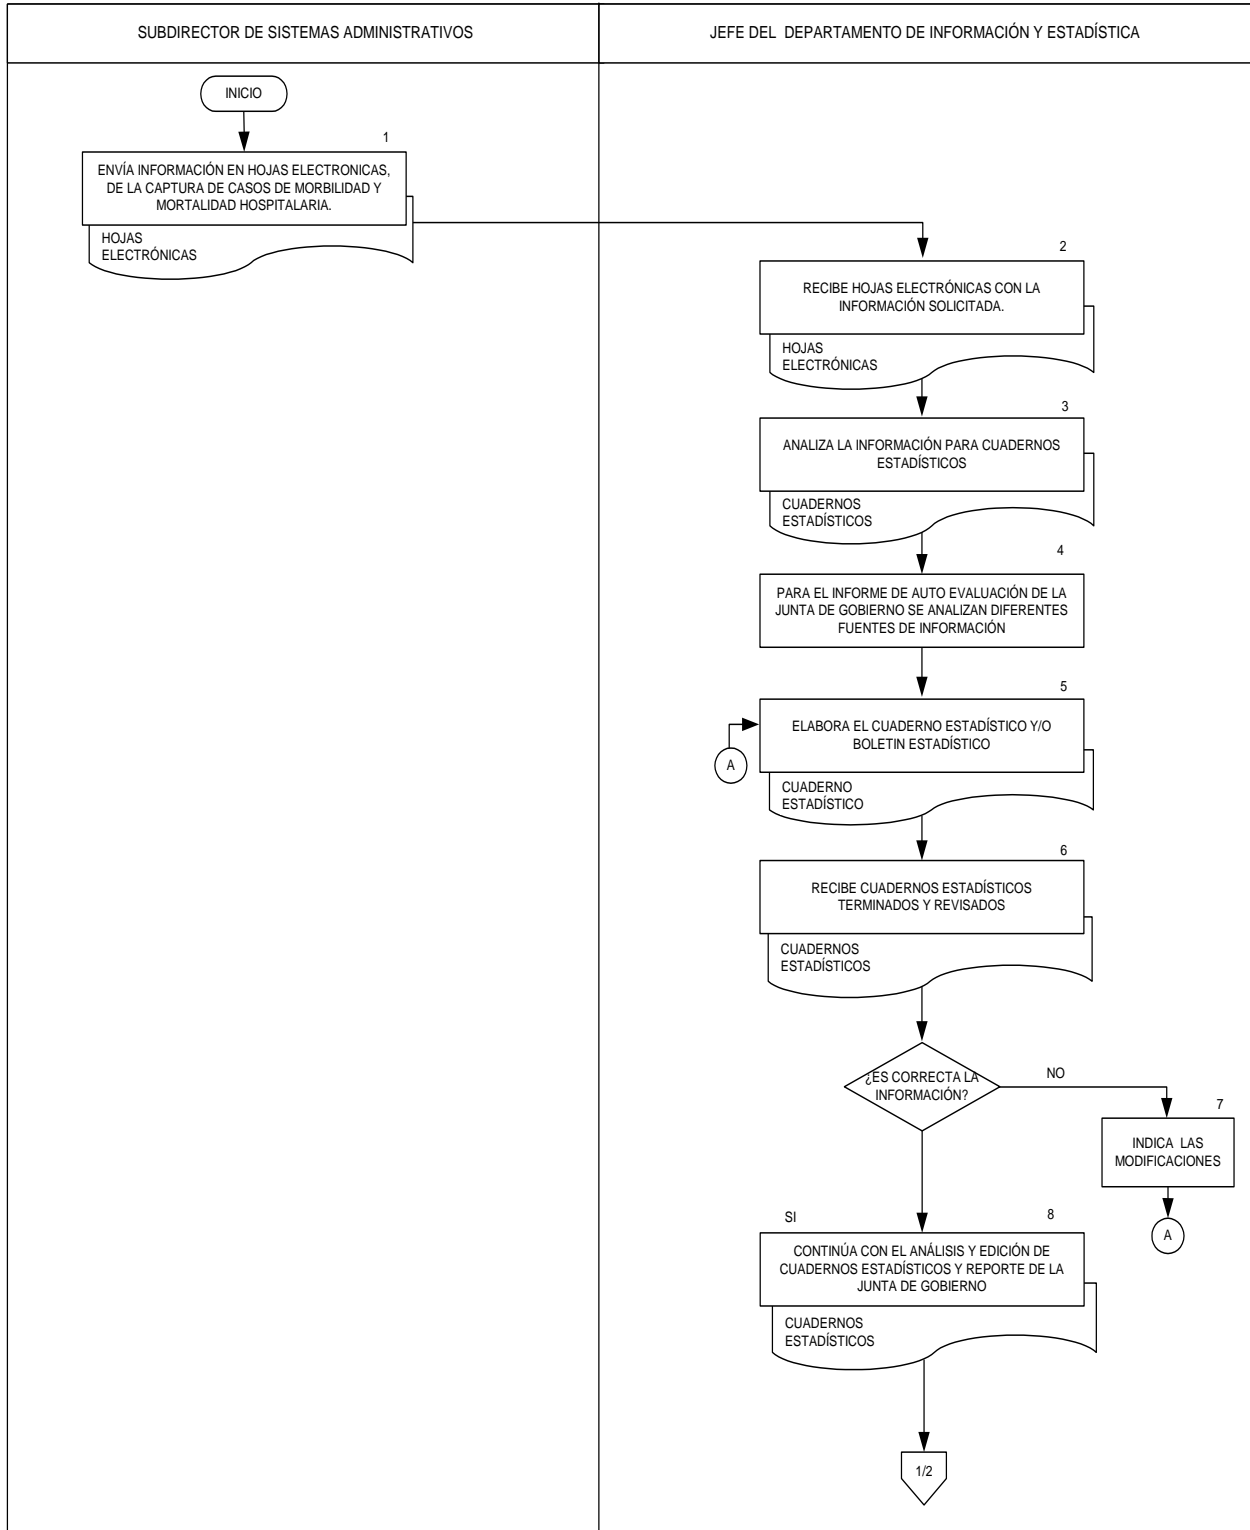 SUBDIRECTOR DE SISTEMAS ADMINISTRATIVOS
JEFE DEL DEPARTAMENTO DE INFORMACIÓN Y ESTADÍSTICA
INICIO
1
ENVÍA INFORMACIÓN EN HOJAS ELECTRONICAS,
DE LA CAPTURA DE CASOS DE MORBILIDAD Y
MORTALIDAD HOSPITALARIA.
HOJAS
ELECTRÓNICAS
2
RECIBE HOJAS ELECTRÓNICAS CON LA
INFORMACIÓN SOLICITADA.
HOJAS
ELECTRÓNICAS
3
ANALIZA LA INFORMACIÓN PARA CUADERNOS
ESTADÍSTICOS
CUADERNOS
ESTADÍSTICOS
4
PARA EL INFORME DE AUTO EVALUACIÓN DE LA
JUNTA DE GOBIERNO SE ANALIZAN DIFERENTES
FUENTES DE INFORMACIÓN
5
ELABORA EL CUADERNO ESTADÍSTICO Y/O
BOLETIN ESTADÍSTICO
A
CUADERNO
ESTADÍSTICO
6
RECIBE CUADERNOS ESTADÍSTICOS
TERMINADOS Y REVISADOS
CUADERNOS
ESTADÍSTICOS
¿ES CORRECTA LA
INFORMACIÓN?
NO
7
INDICA LAS
MODIFICACIONES
A
SI
8
CONTINÚA CON EL ANÁLISIS Y EDICIÓN DE
CUADERNOS ESTADÍSTICOS Y REPORTE DE LA
JUNTA DE GOBIERNO
CUADERNOS
ESTADÍSTICOS
1/2